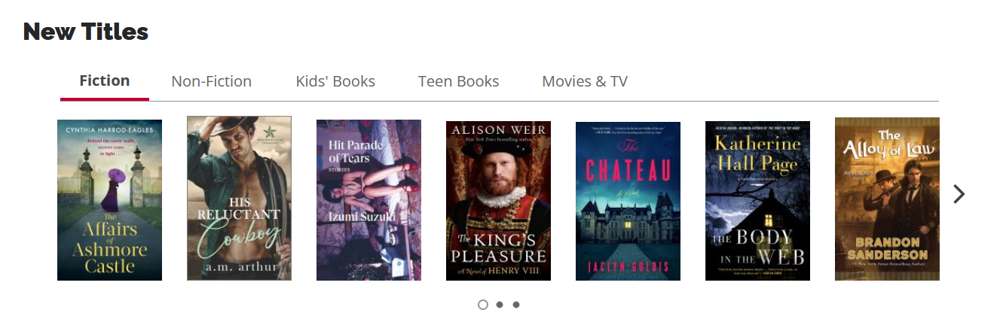 New Titles
Fiction
Non-Fiction
Kids' Books
Teen Books
Movies & TV
CYNTHIA HARROD-EAGLES
Behind the castle walls,
secrets come
to light . . .
the
Affairs
of
Ashmore
Castle
HIS
RELUCTANT
Cowboy
a.m. arthur
Hit Parade
of Tears
STORIES
Izumi Suzuki
ALISON WEIR
New York Times bestselling author
The KING'S
PLEASURE
A Novel of HENRY VIII
The
CHATEAU
A Novel
JACLYN GOLDIS
Katherine
Hall Page
THE BODY
IN THE WEB
The
Alloy of Law
MISTBORN
BRANDON
SANDERSON
#1 New York Times Bestselling Author